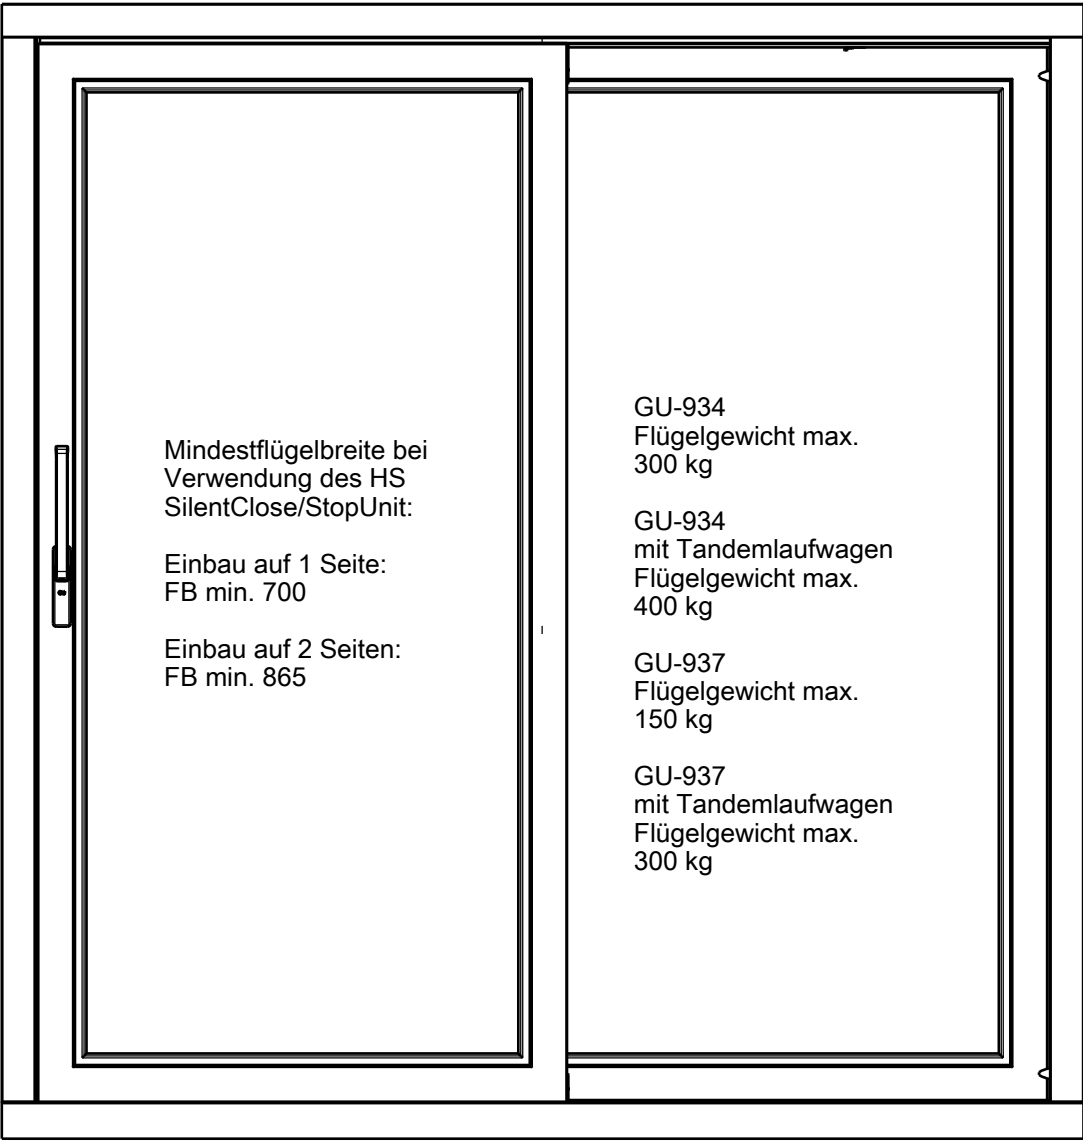 Mindestflügelbreite bei
Verwendung des HS
SilentClose/StopUnit:
Einbau auf 1 Seite:
FB min. 700
Einbau auf 2 Seiten:
FB min. 865
GU-934
Flügelgewicht max.
300 kg
GU-934
mit Tandemlaufwagen
Flügelgewicht max.
400 kg
GU-937
Flügelgewicht max.
150 kg
GU-937
mit Tandemlaufwagen
Flügelgewicht max.
300 kg